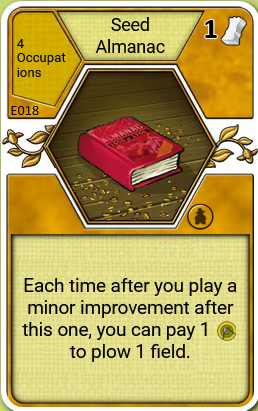 Seed
Almanac
1
4
Occupat
ions
E018
ALMANAC
Each time after you play a
minor improvement after
this one, you can pay 1
to plow 1 field.